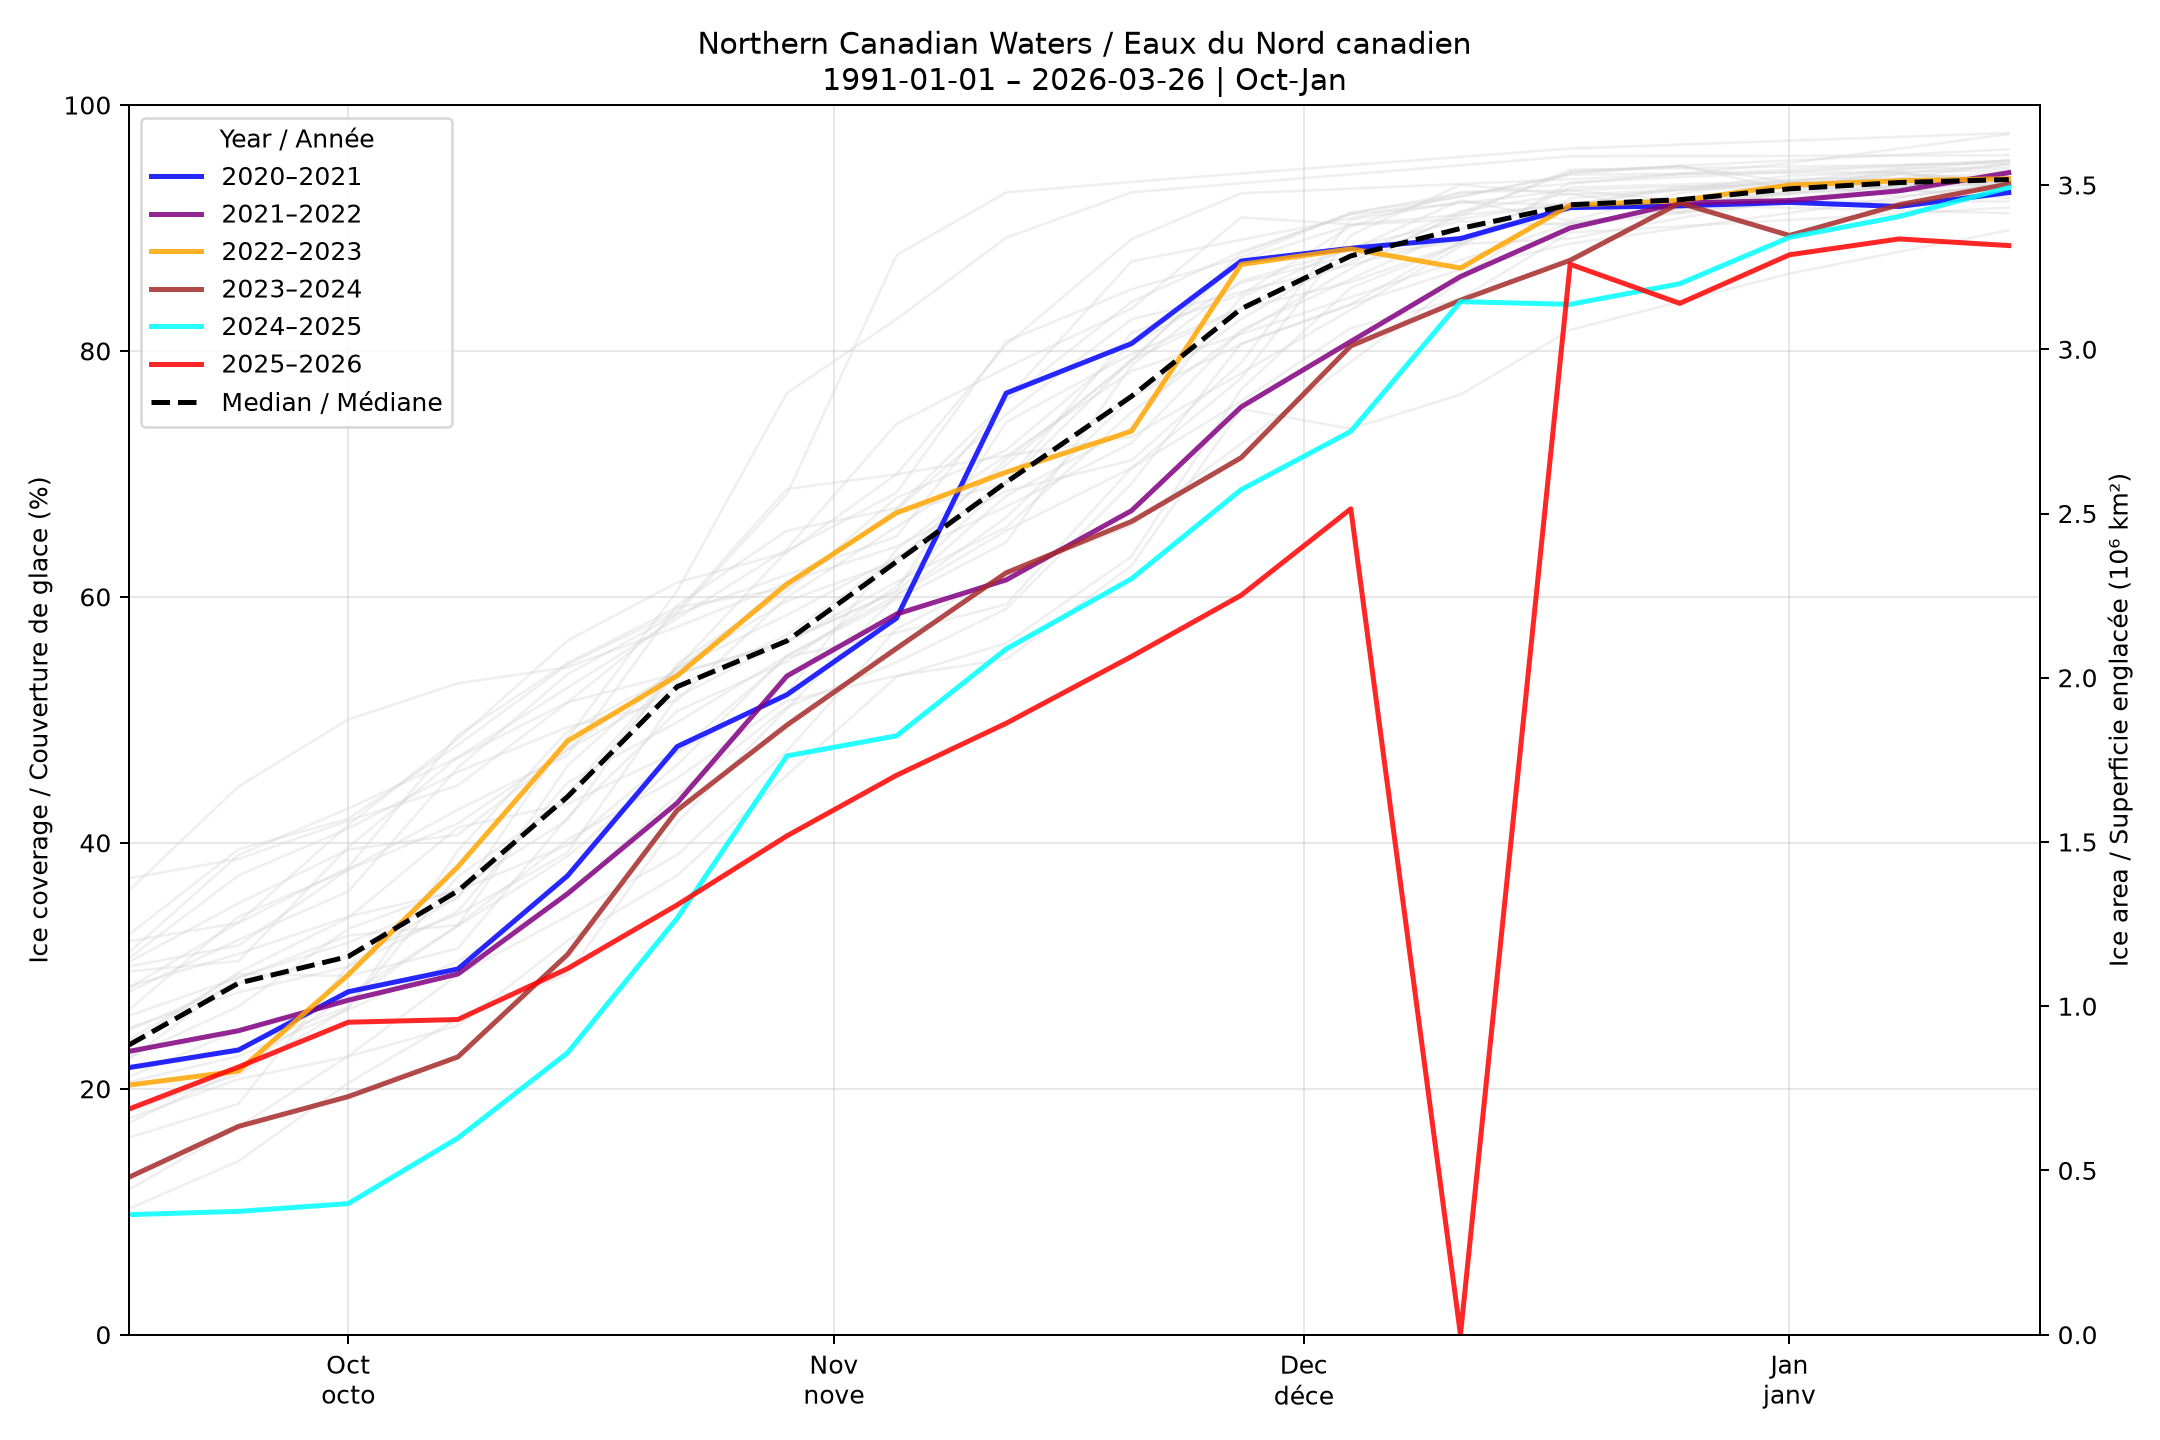 Northern Canadian Waters / Eaux du Nord canadien
1991-01-01 – 2026-03-26 | Oct-Jan
Year / Année
2020–2021
2021–2022
2022–2023
2023–2024
2024–2025
2025–2026
Median / Médiane
Ice coverage / Couverture de glace (%)
100
80
60
40
20
0
Ice area / Superficie englacée (10⁶ km²)
3.5
3.0
2.5
2.0
1.5
1.0
0.5
0.0
Oct
octo
Nov
nove
Dec
déce
Jan
janv